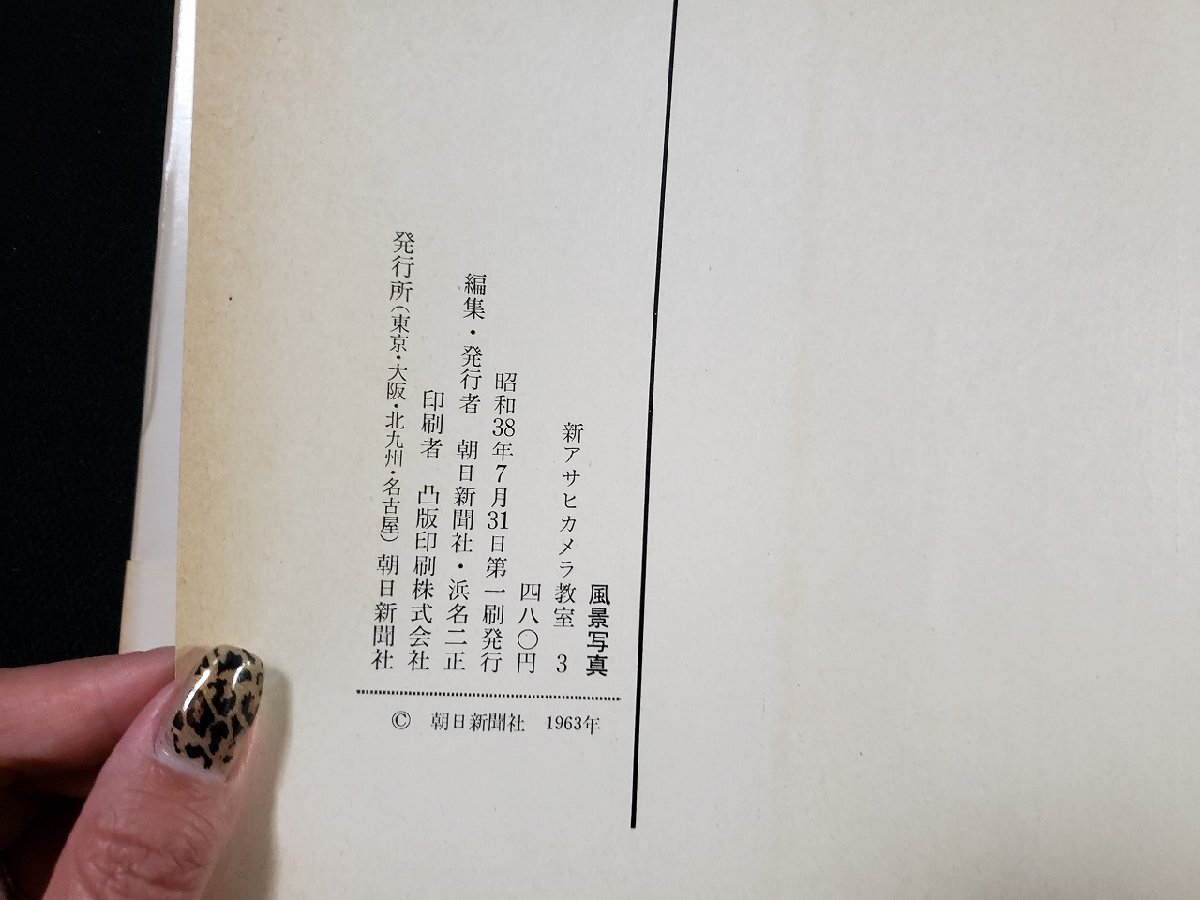 風景写真
新アサヒカメラ教室 3
四八〇円
昭和38年7月31日第一刷発行
編集・発行者 朝日新聞社・浜名二正
印刷者 凸版印刷株式会社
発行所(東京・大阪・北九州・名古屋)朝日新聞社
© 朝日新聞社 1963年